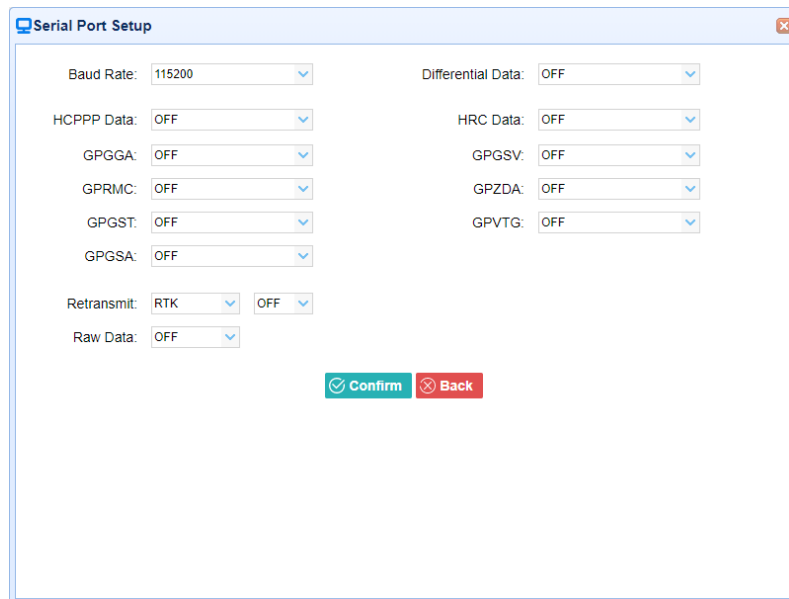 Serial Port Setup
Baud Rate: 115200 Differential Data: OFF
HCPPP Data: OFF HRC Data: OFF
GPGGA: OFF GPGSV: OFF
GPRMC: OFF GPZDA: OFF
GPGST: OFF GPVTG: OFF
GPGSA: OFF
Retransmit: RTK OFF
Raw Data: OFF
Confirm Back